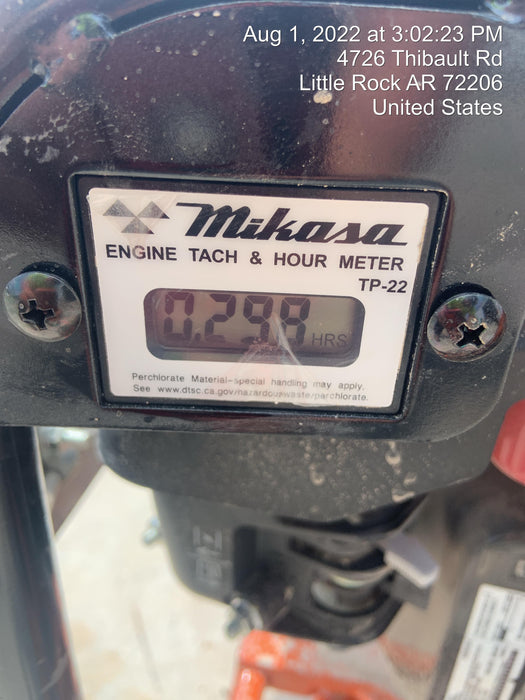 Aug 1, 2022 at 3:02:23 PM
4726 Thibault Rd
Little Rock AR 72206
United States
Mikasa
ENGINE TACH & HOUR METER
TP-22
0.298 HRS
Perchlorate Material-special handling may apply.
See www.dtsc.ca.gov/hazardouswaste/perchlorate.